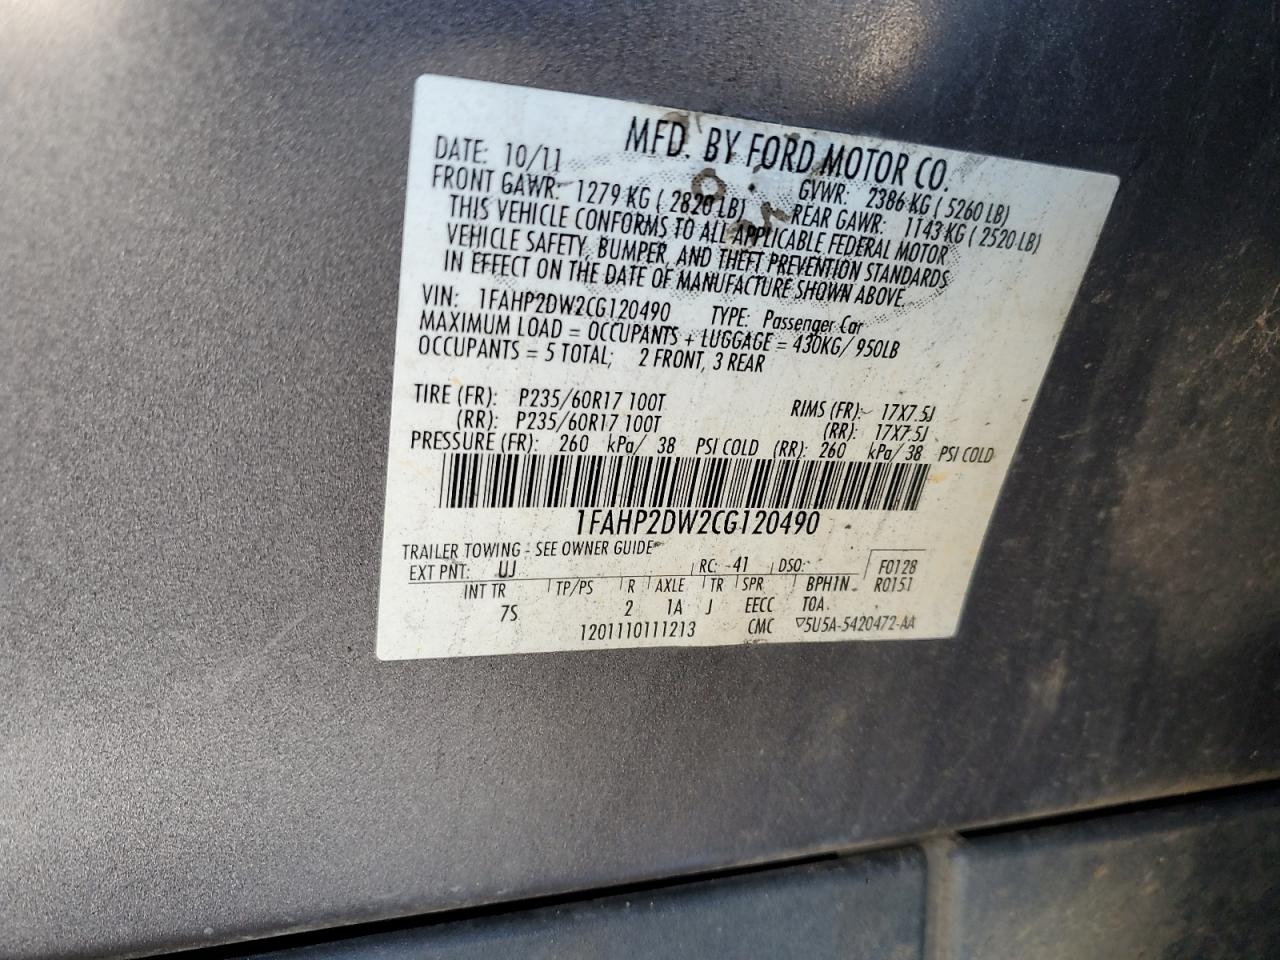 MFD. BY FORD MOTOR CO.
DATE: 10/11 GVWR: 2386 KG ( 5260 LB)
FRONT GAWR: 1279 KG ( 2820 LB) REAR GAWR: 1143 KG ( 2520 LB)
THIS VEHICLE CONFORMS TO ALL APPLICABLE FEDERAL MOTOR
VEHICLE SAFETY, BUMPER, AND THEFT PREVENTION STANDARDS
IN EFFECT ON THE DATE OF MANUFACTURE SHOWN ABOVE.
VIN: 1FAHP2DW2CG120490 TYPE: Passenger Car
MAXIMUM LOAD = OCCUPANTS + LUGGAGE = 430KG/ 950LB
OCCUPANTS = 5 TOTAL; 2 FRONT, 3 REAR
TIRE (FR): P235/60R17 100T RIMS (FR): 17X7.5J
(RR): P235/60R17 100T (RR): 17X7.5J
PRESSURE (FR): 260 kPa/ 38 PSI COLD (RR): 260 kPa/ 38 PSI COLD
1FAHP2DW2CG120490
TRAILER TOWING - SEE OWNER GUIDE
EXT PNT: UJ RC: 41 DSO: F0128
INT TR TP/PS R AXLE TR SPR BPH1N R0151
7S 2 1A J EECC TOA
1201110111213 CMC ▽5U5A-5420472-AA